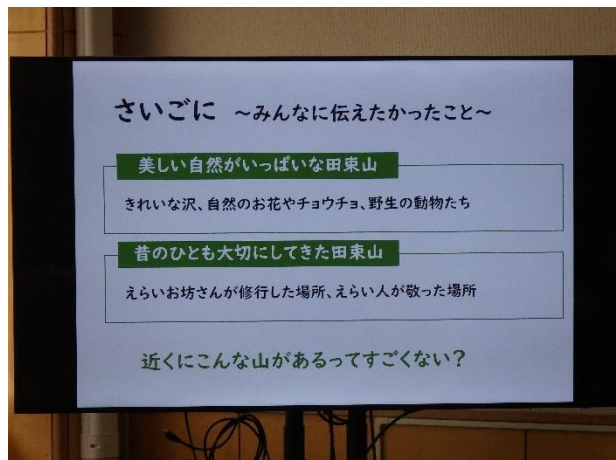 さいごに ～みんなに伝えたかったこと～
美しい自然がいっぱいな田束山
きれいな沢、自然のお花やチョウチョ、野生の動物たち
昔のひとも大切にしてきた田束山
えらいお坊さんが修行した場所、えらい人が敬った場所
近くにこんな山があるってすごくない？